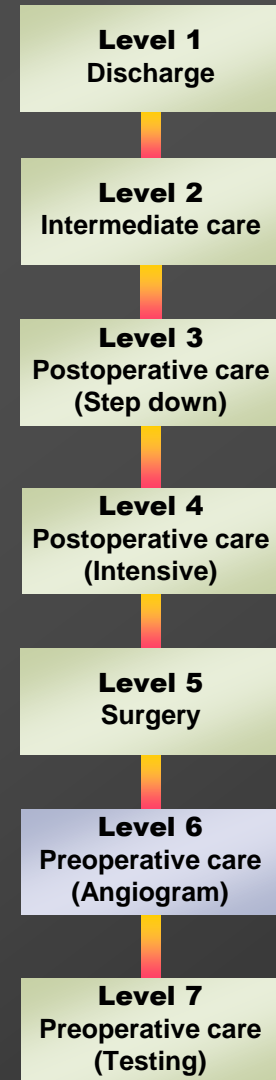 Level 1
Discharge
Level 2
Intermediate care
Level 3
Postoperative care
(Step down)
Level 4
Postoperative care
(Intensive)
Level 5
Surgery
Level 6
Preoperative care
(Angiogram)
Level 7
Preoperative care
(Testing)